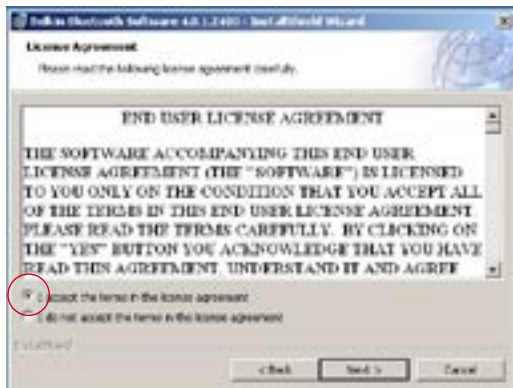 Belkin Bluetooth Software 4.0.1.2400 - InstallShield Wizard
License Agreement
Please read the following license agreement carefully.
END USER LICENSE AGREEMENT
THE SOFTWARE ACCOMPANYING THIS END USER
LICENSE AGREEMENT (THE "SOFTWARE") IS LICENSED
TO YOU ONLY ON THE CONDITION THAT YOU ACCEPT ALL
OF THE TERMS IN THIS END USER LICENSE AGREEMENT.
PLEASE READ THE TERMS CAREFULLY. BY CLICKING ON
THE "YES" BUTTON YOU ACKNOWLEDGE THAT YOU HAVE
READ THIS AGREEMENT, UNDERSTAND IT AND AGREE
I accept the terms in the license agreement
I do not accept the terms in the license agreement
InstallShield
< Back Next > Cancel